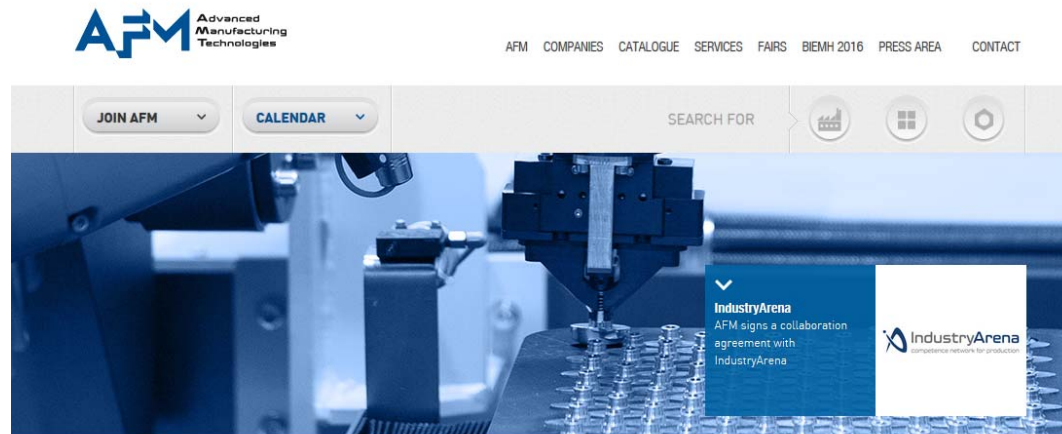 AFM
Advanced
Manufacturing
Technologies
AFM COMPANIES CATALOGUE SERVICES FAIRS BIEMH 2016 PRESS AREA CONTACT
JOIN AFM CALENDAR SEARCH FOR
IndustryArena
AFM signs a collaboration
agreement with
IndustryArena
IndustryArena
competence network for production